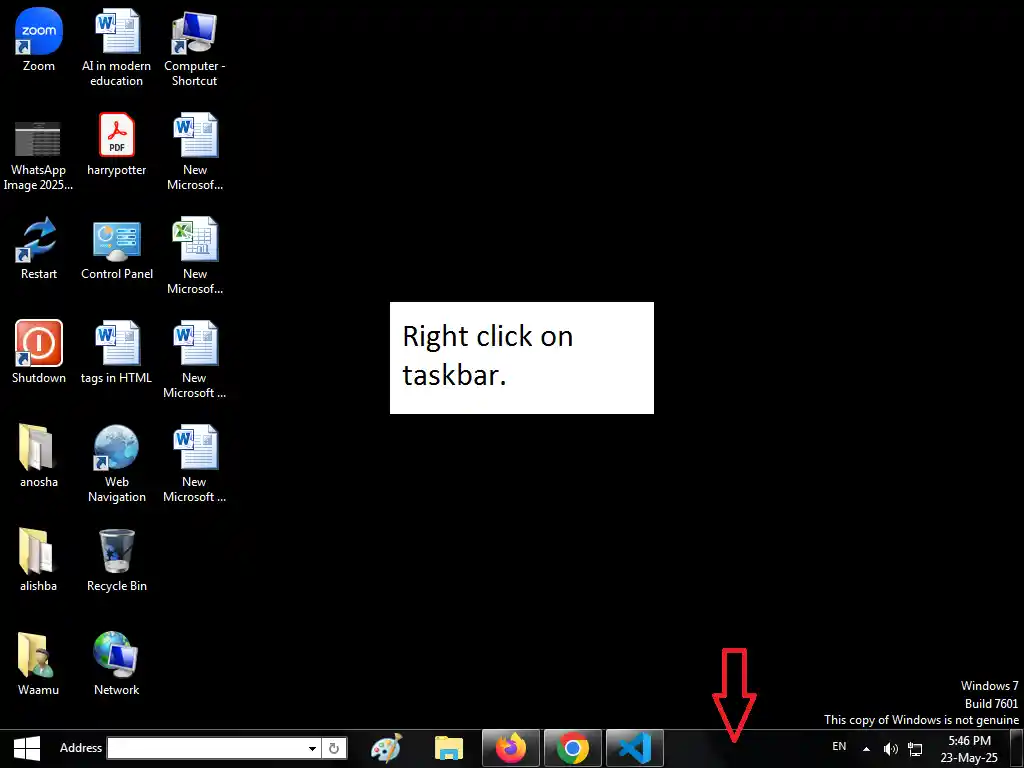 zoom
Zoom
AI in modern
education
Computer -
Shortcut
WhatsApp
Image 2025...
PDF
harrypotter
New
Microsof...
Restart
Control Panel
New
Microsof...
Shutdown
tags in HTML
New
Microsoft ...
anosha
Web
Navigation
New
Microsoft ...
alishba
Recycle Bin
Waamu
Network
Right click on
taskbar.
Windows 7
Build 7601
This copy of Windows is not genuine
Address
EN
5:46 PM
23-May-25